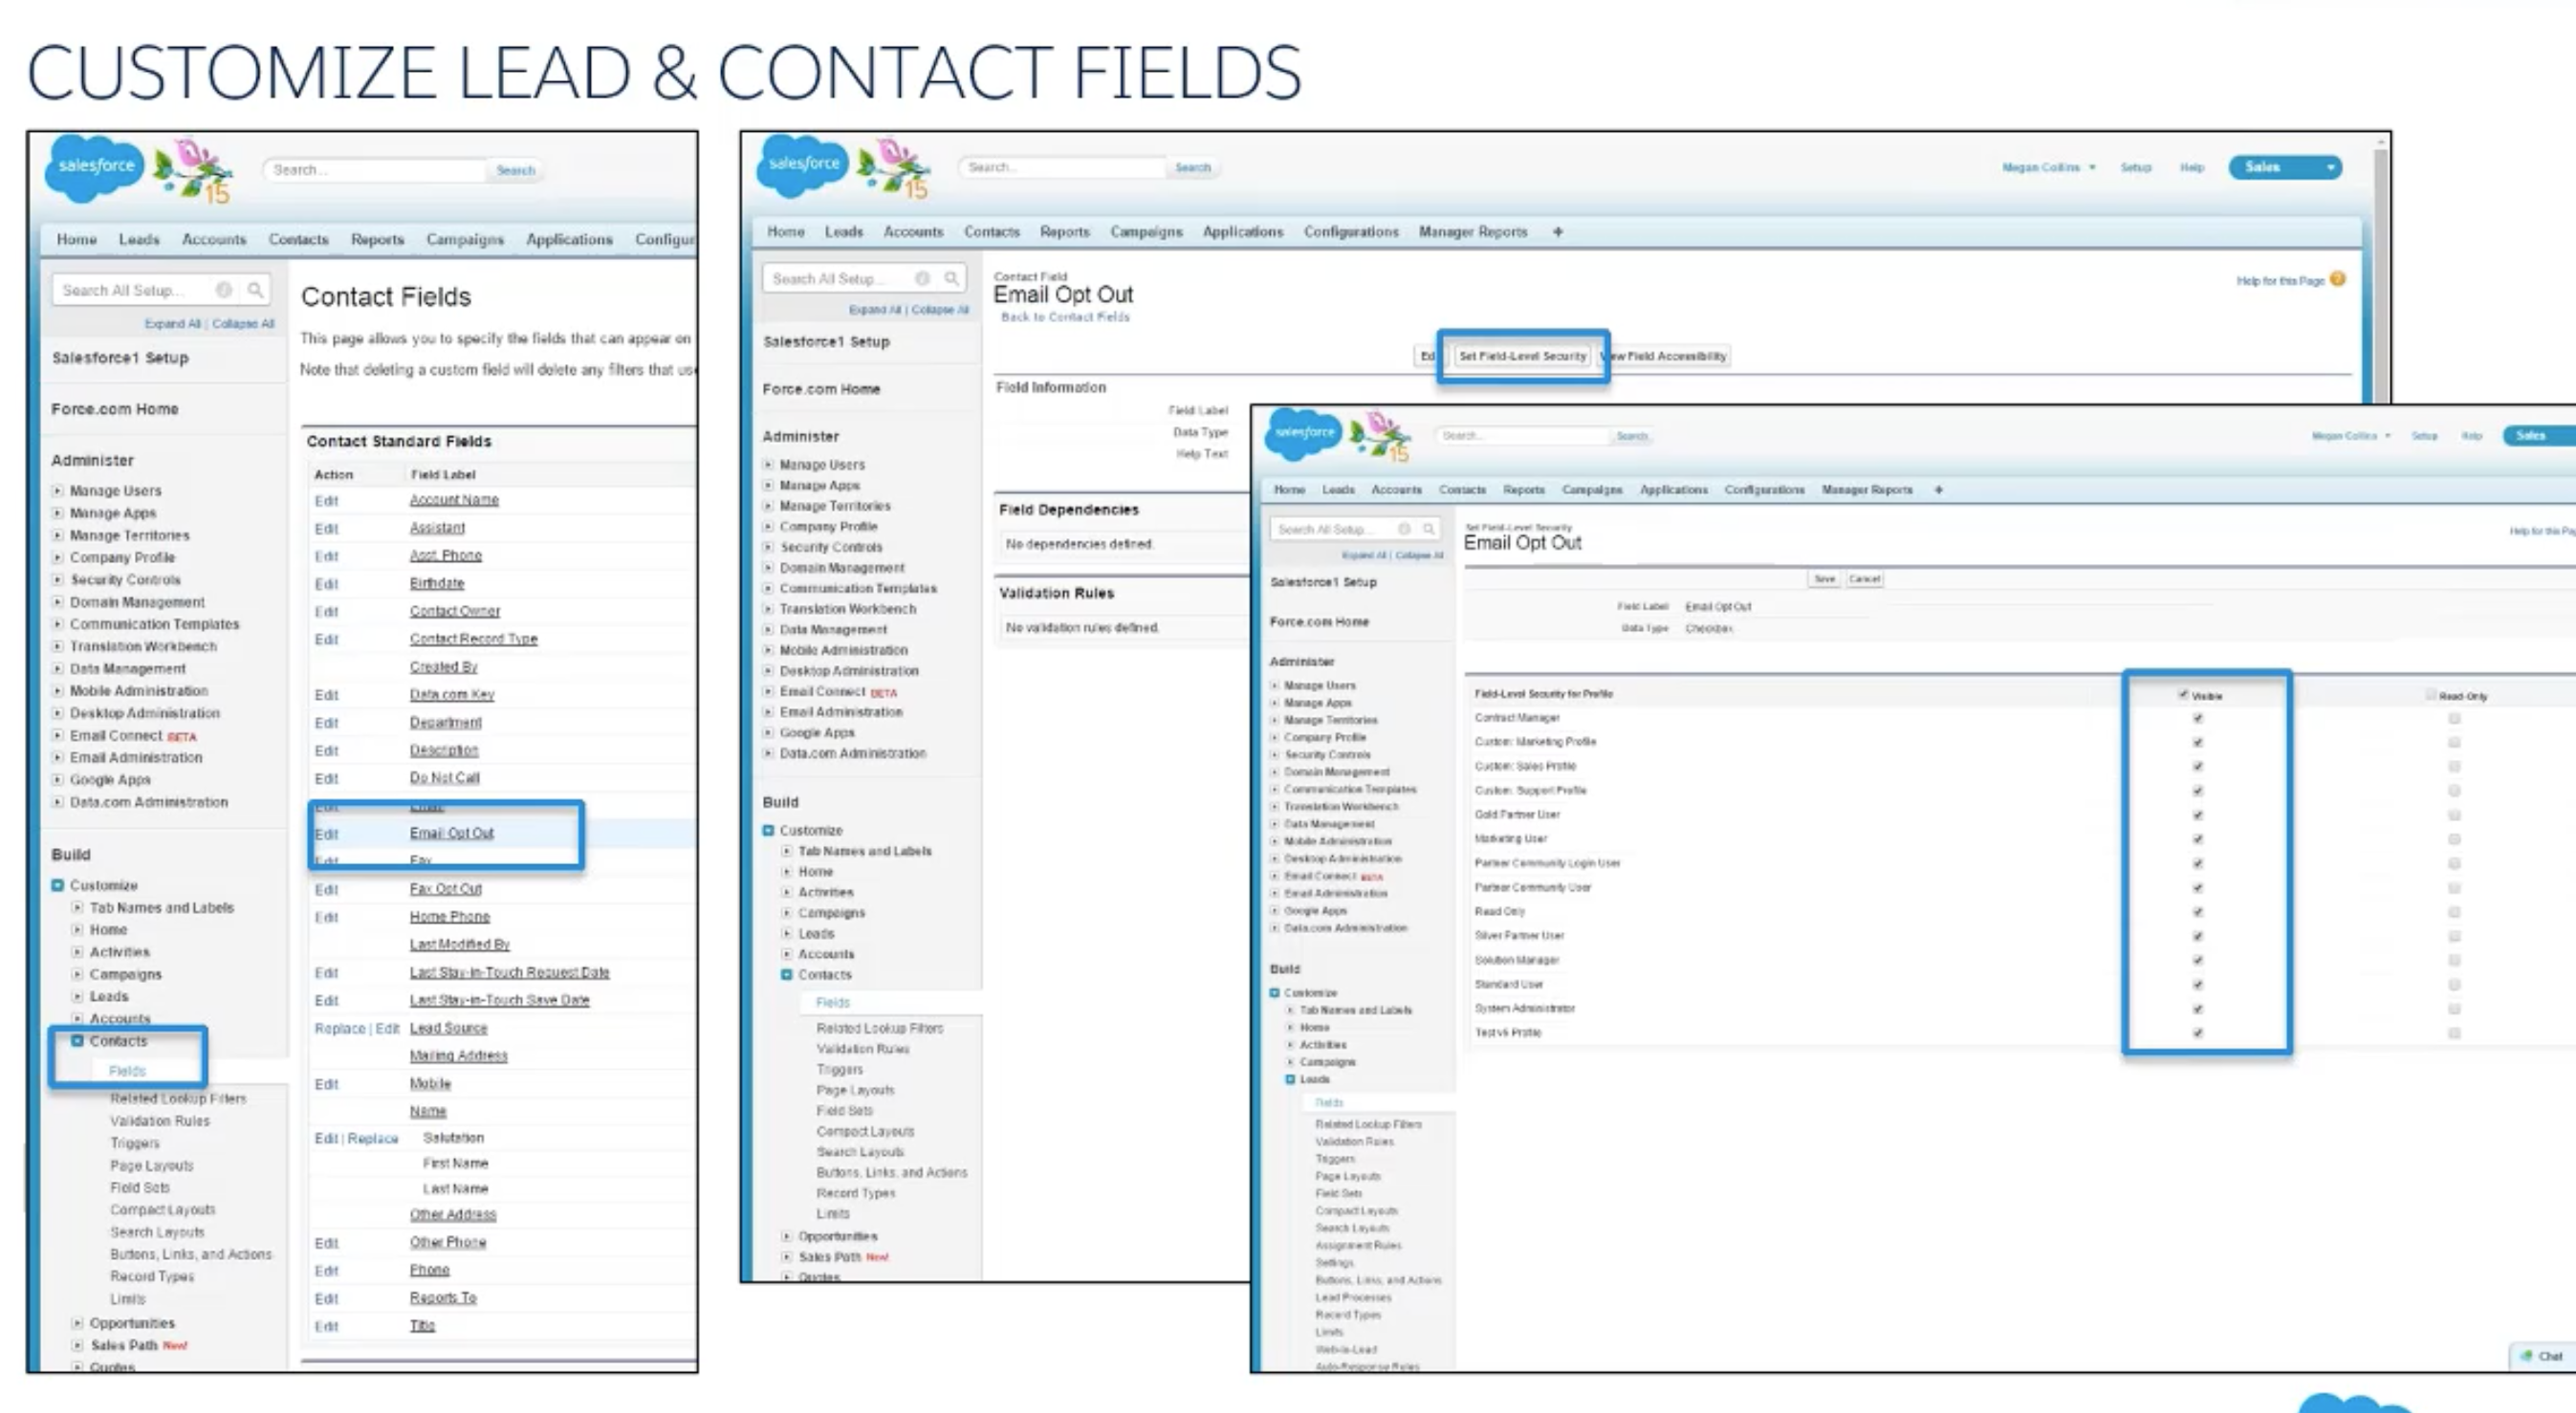 CUSTOMIZE LEAD & CONTACT FIELDS
salesforce
15
Search...
Search
Home Leads Accounts Contacts Reports Campaigns Applications Configur
Search All Setup...
Expand All | Collapse All
Salesforce1 Setup
Force.com Home
Administer
Manage Users
Manage Apps
Manage Territories
Company Profile
Security Controls
Domain Management
Communication Templates
Translation Workbench
Data Management
Mobile Administration
Desktop Administration
Email Connect BETA
Email Administration
Google Apps
Data.com Administration
Build
Customize
Tab Names and Labels
Home
Activities
Campaigns
Leads
Accounts
Contacts
Fields
Related Lookup Filters
Validation Rules
Triggers
Page Layouts
Field Sets
Compact Layouts
Search Layouts
Buttons, Links, and Actions
Record Types
Limits
Opportunities
Sales Path New!
Quotes
Contact Fields
This page allows you to specify the fields that can appear on
Note that deleting a custom field will delete any filters that us
Contact Standard Fields
Action Field Label
Edit Account Name
Edit Assistant
Edit Asst. Phone
Edit Birthdate
Edit Contact Owner
Edit Contact Record Type
Created By
Edit Data.com Key
Edit Department
Edit Description
Edit Do Not Call
Edit Email
Edit Email Opt Out
Edit Fax
Edit Fax Opt Out
Edit Home Phone
Last Modified By
Edit Last Stay-in-Touch Request Date
Edit Last Stay-in-Touch Save Date
Replace | Edit Lead Source
Mailing Address
Edit Mobile
Name
Edit | Replace Salutation
First Name
Last Name
Other Address
Edit Other Phone
Edit Phone
Edit Reports To
Edit Title
salesforce
15
Search...
Search
Megan Collins Setup Help Sales
Home Leads Accounts Contacts Reports Campaigns Applications Configurations Manager Reports +
Search All Setup...
Expand All | Collapse All
Salesforce1 Setup
Force.com Home
Administer
Manage Users
Manage Apps
Manage Territories
Company Profile
Security Controls
Domain Management
Communication Templates
Translation Workbench
Data Management
Mobile Administration
Desktop Administration
Email Connect BETA
Email Administration
Google Apps
Data.com Administration
Build
Customize
Tab Names and Labels
Home
Activities
Campaigns
Leads
Accounts
Contacts
Fields
Related Lookup Filters
Validation Rules
Triggers
Page Layouts
Field Sets
Compact Layouts
Search Layouts
Buttons, Links, and Actions
Record Types
Limits
Opportunities
Sales Path New!
Quotes
Contact Field
Email Opt Out
Back to Contact Fields
Help for this Page
Ed Set Field-Level Security ew Field Accessibility
Field Information
Field Label
Data Type
Help Text
Field Dependencies
No dependencies defined.
Validation Rules
No validation rules defined.
salesforce
15
Search...
Search
Megan Collins Setup Help Sales
Home Leads Accounts Contacts Reports Campaigns Applications Configurations Manager Reports +
Search All Setup...
Expand All | Collapse All
Salesforce1 Setup
Force.com Home
Administer
Manage Users
Manage Apps
Manage Territories
Company Profile
Security Controls
Domain Management
Communication Templates
Translation Workbench
Data Management
Mobile Administration
Desktop Administration
Email Connect BETA
Email Administration
Google Apps
Data.com Administration
Build
Customize
Tab Names and Labels
Home
Activities
Campaigns
Leads
Fields
Related Lookup Filters
Validation Rules
Triggers
Page Layouts
Field Sets
Compact Layouts
Search Layouts
Assignment Rules
Settings
Buttons, Links, and Actions
Lead Processes
Record Types
Limits
Web-to-Lead
Auto-Response Rules
Set Field-Level Security
Email Opt Out
Help for this Pag
Save Cancel
Field Label Email Opt Out
Data Type Checkbox
Field-Level Security for Profile Visible Read-Only
Contract Manager
Custom: Marketing Profile
Custom: Sales Profile
Custom: Support Profile
Gold Partner User
Marketing User
Partner Community Login User
Partner Community User
Read Only
Silver Partner User
Solution Manager
Standard User
System Administrator
Test v6 Profile
Chat